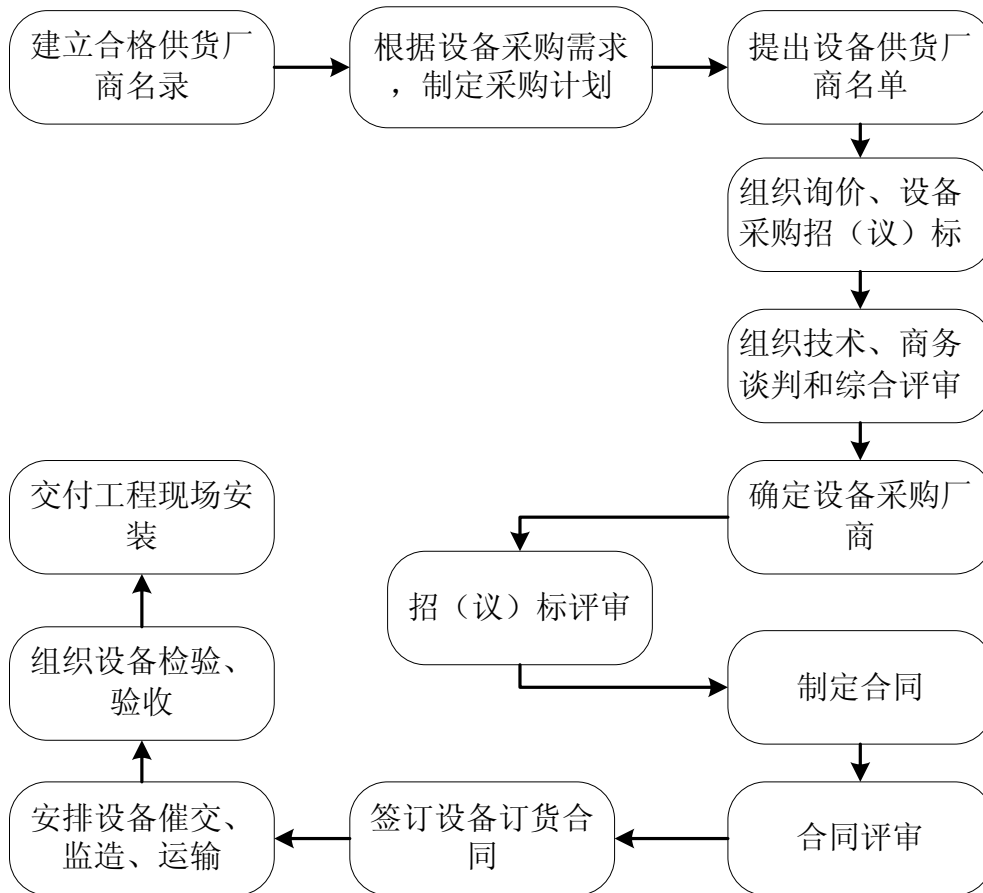 建立合格供货厂
商名录
根据设备采购需求
，制定采购计划
提出设备供货厂
商名单
组织询价、设备
采购招（议）标
组织技术、商务
谈判和综合评审
确定设备采购厂
商
招（议）标评审
制定合同
合同评审
签订设备订货合
同
安排设备催交、
监造、运输
组织设备检验、
验收
交付工程现场安
装